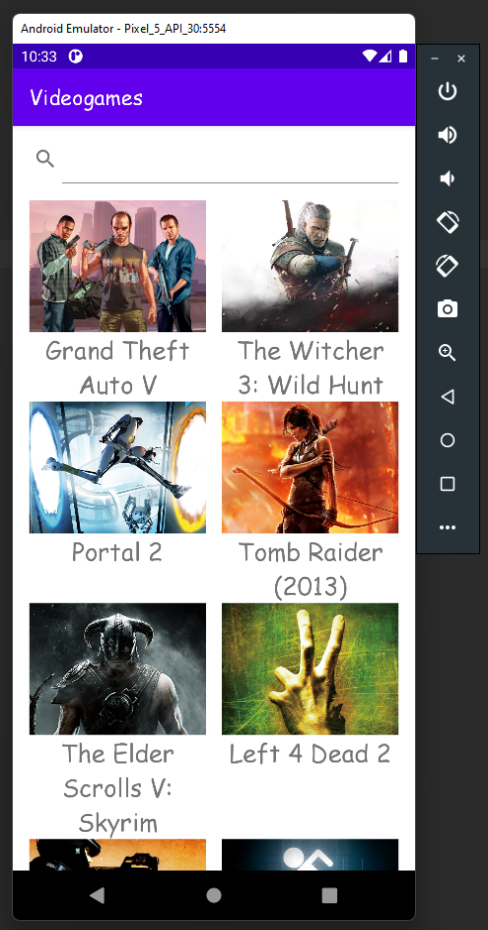 Android Emulator - Pixel_5_API_30:5554
10:33
Videogames
Grand Theft
Auto V
The Witcher
3: Wild Hunt
Portal 2
Tomb Raider
(2013)
The Elder
Scrolls V:
Skyrim
Left 4 Dead 2